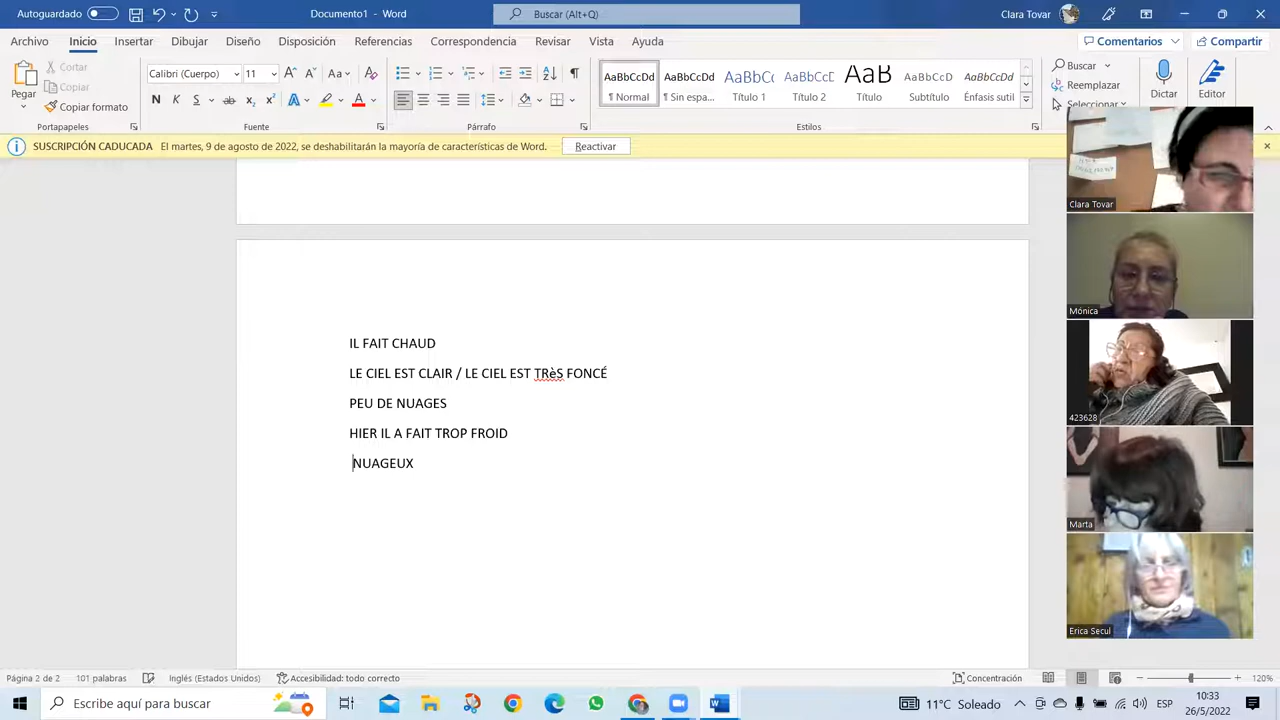 Autoguardado
Documento1 - Word
Buscar (Alt+Q)
Clara Tovar
Archivo Inicio Insertar Dibujar Diseño Disposición Referencias Correspondencia Revisar Vista Ayuda
Comentarios
Compartir
Pegar
Cortar
Copiar
Copiar formato
Portapapeles
Calibri (Cuerpo) 11
N K S ab x₂ x²
Fuente
Párrafo
AaBbCcDd AaBbCcDd AaBbCc AaBbCcE AaB AaBbCcD AaBbCcDd
¶ Normal ¶ Sin espa... Título 1 Título 2 Título Subtítulo Énfasis sutil
Estilos
Buscar
Reemplazar
Seleccionar
Dictar
Editor
SUSCRIPCIÓN CADUCADA El martes, 9 de agosto de 2022, se deshabilitarán la mayoría de características de Word.
Reactivar
IL FAIT CHAUD
LE CIEL EST CLAIR / LE CIEL EST TRèS FONCÉ
PEU DE NUAGES
HIER IL A FAIT TROP FROID
NUAGEUX
Clara Tovar
Mónica
423628
Marta
Erica Secul
Página 2 de 2 101 palabras Inglés (Estados Unidos) Accesibilidad: todo correcto
Concentración
120%
Escribe aquí para buscar
11°C Soleado
ESP
10:33
26/5/2022